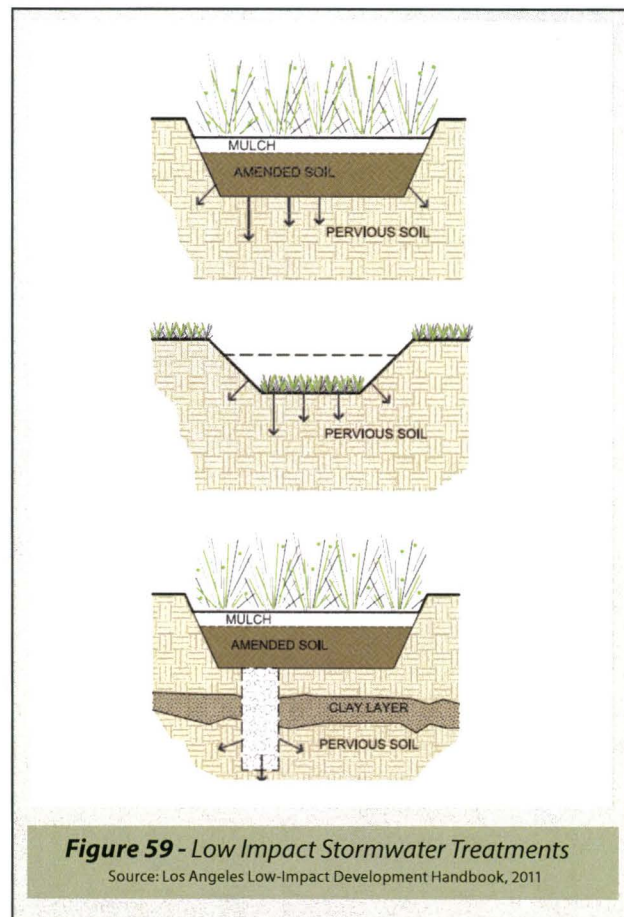 MULCH
AMENDED SOIL
PERVIOUS SOIL
PERVIOUS SOIL
MULCH
AMENDED SOIL
CLAY LAYER
PERVIOUS SOIL
Figure 59 - Low Impact Stormwater Treatments
Source: Los Angeles Low-Impact Development Handbook, 2011